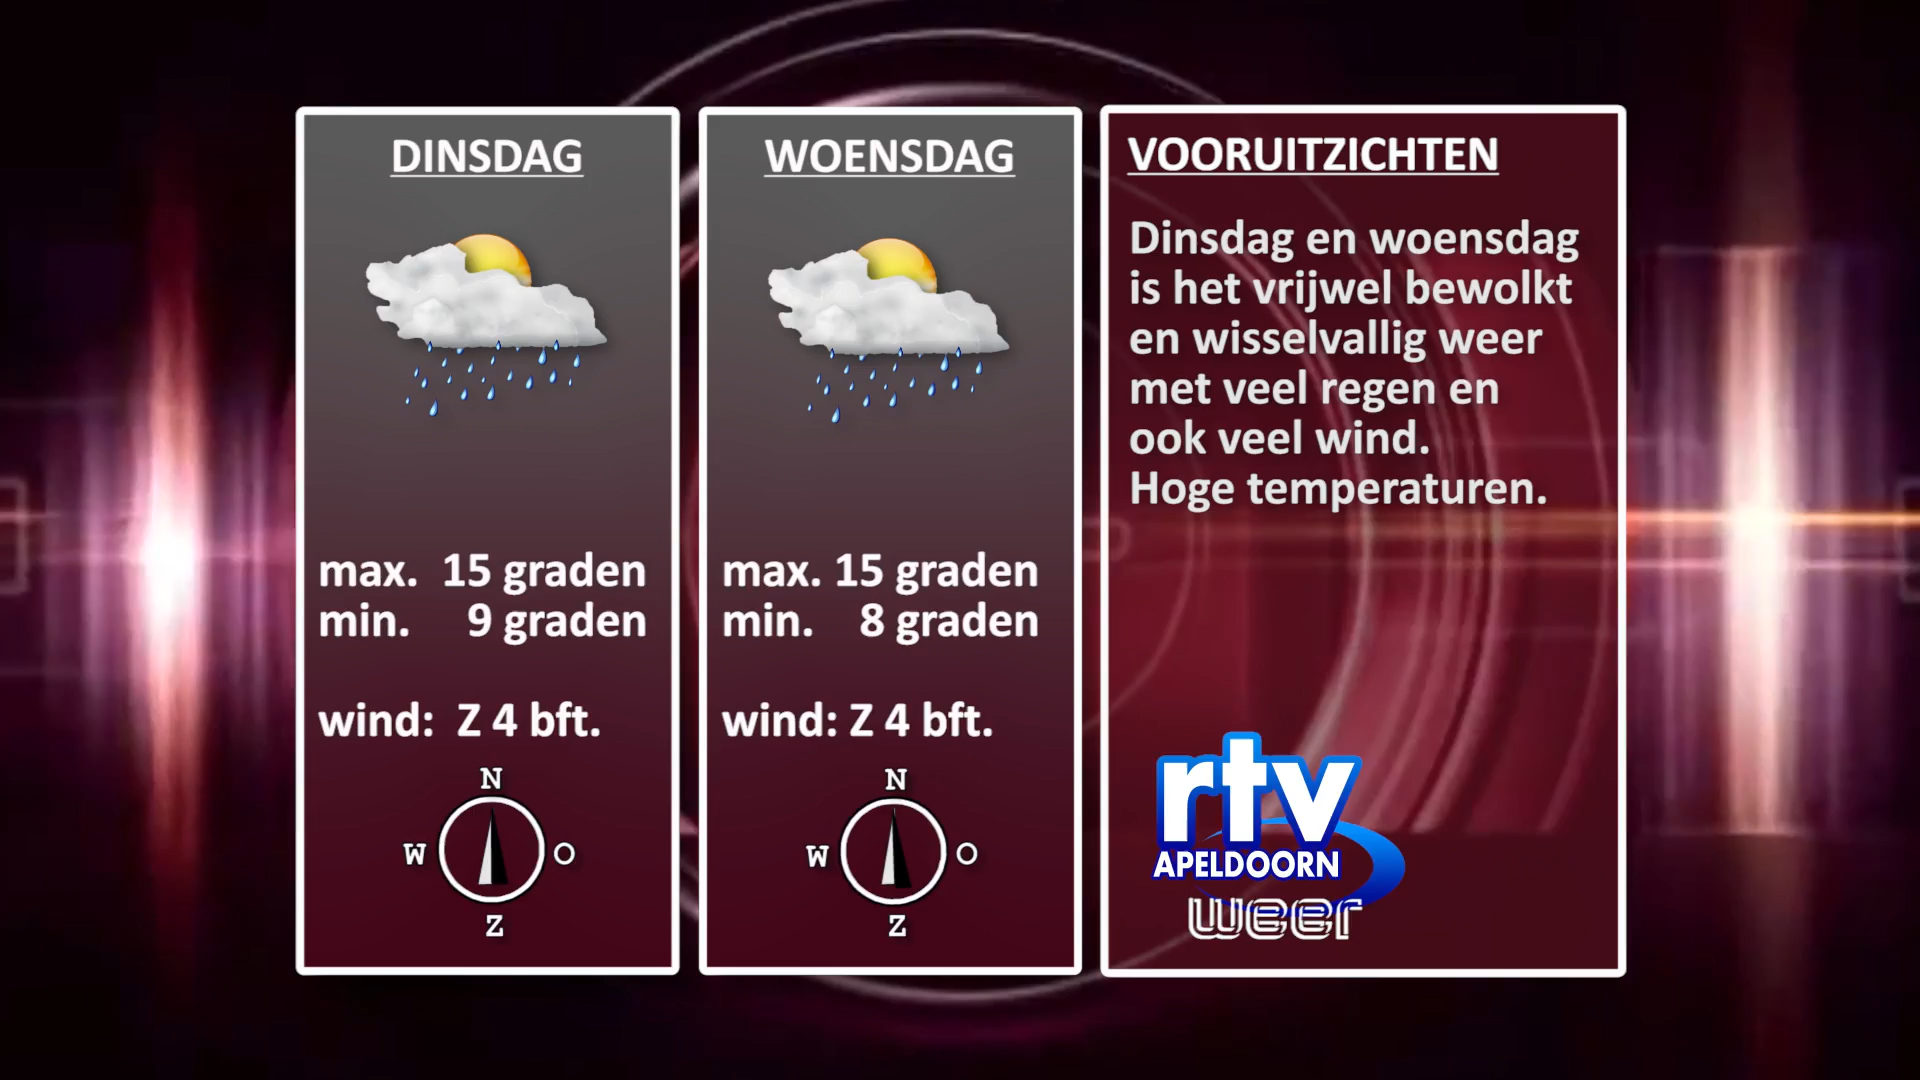 DINSDAG
max. 15 graden
min. 9 graden
wind: Z 4 bft.
N
W O
Z
WOENSDAG
max. 15 graden
min. 8 graden
wind: Z 4 bft.
N
W O
Z
VOORUITZICHTEN
Dinsdag en woensdag
is het vrijwel bewolkt
en wisselvallig weer
met veel regen en
ook veel wind.
Hoge temperaturen.
rtv
APELDOORN
weer